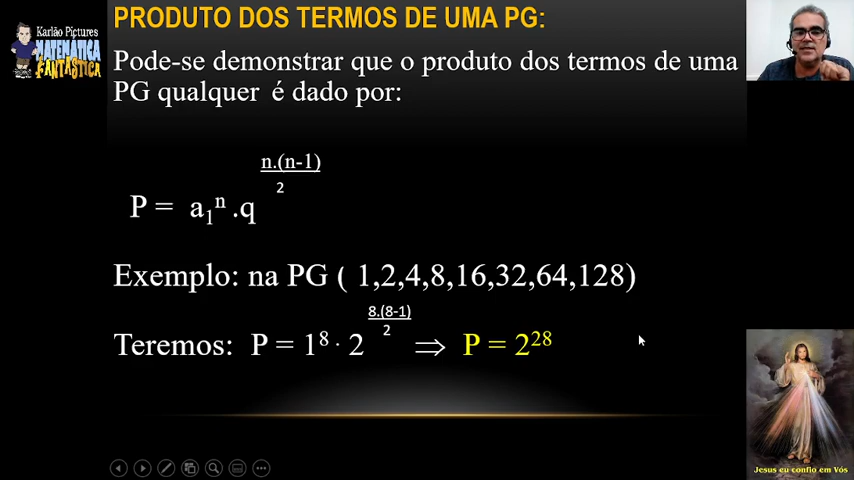 Karlão Pictures
MATEMÁTICA
FANTÁSTICA
PRODUTO DOS TERMOS DE UMA PG:
Pode-se demonstrar que o produto dos termos de uma
PG qualquer é dado por:
P = a₁ⁿ .q^(n.(n-1)/2)
Exemplo: na PG ( 1,2,4,8,16,32,64,128)
Teremos: P = 1⁸ · 2^(8.(8-1)/2) ⇒ P = 2²⁸
Jesus eu confio em Vós